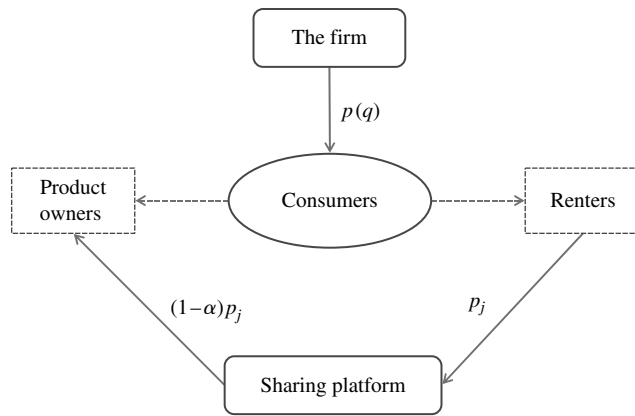 The firm
p(q)
Product
owners
Consumers
Renters
(1−α)p_j
p_j
Sharing platform